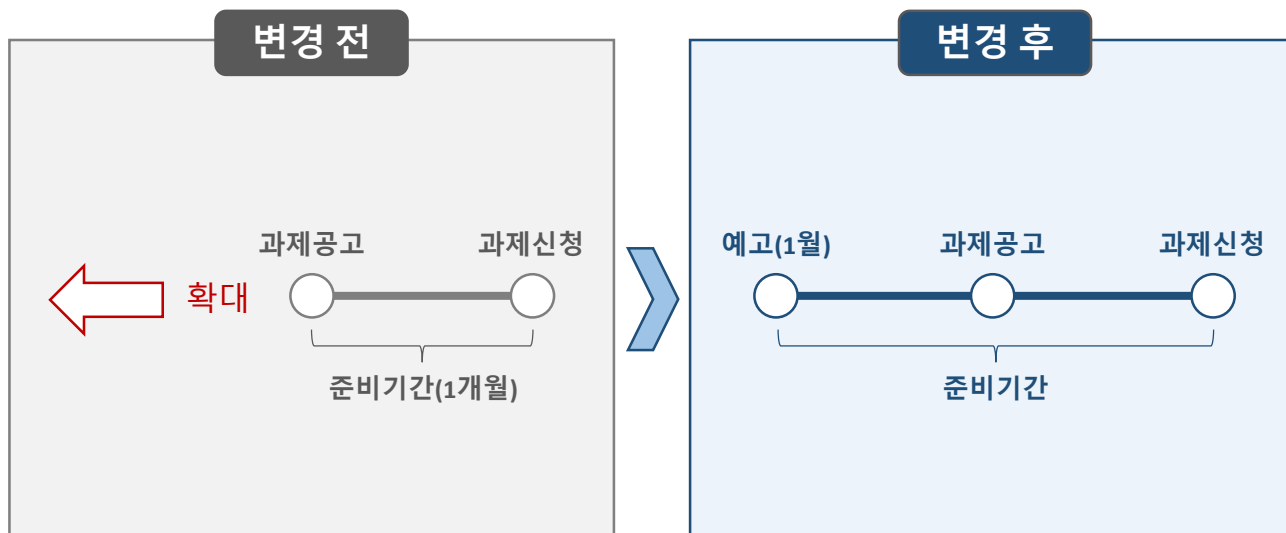 변경 전
과제공고
과제신청
확대
준비기간(1개월)
변경 후
예고(1월)
과제공고
과제신청
준비기간